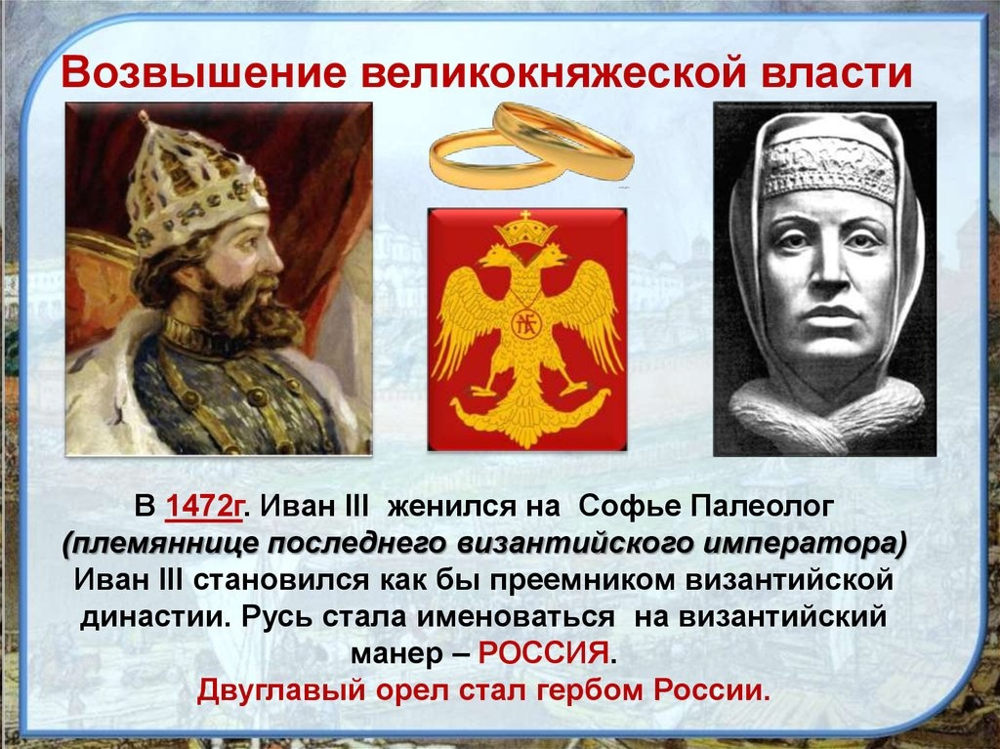 Возвышение великокняжеской власти
В 1472г. Иван III женился на Софье Палеолог
(племяннице последнего византийского императора)
Иван III становился как бы преемником византийской
династии. Русь стала именоваться на византийский
манер – РОССИЯ.
Двуглавый орел стал гербом России.